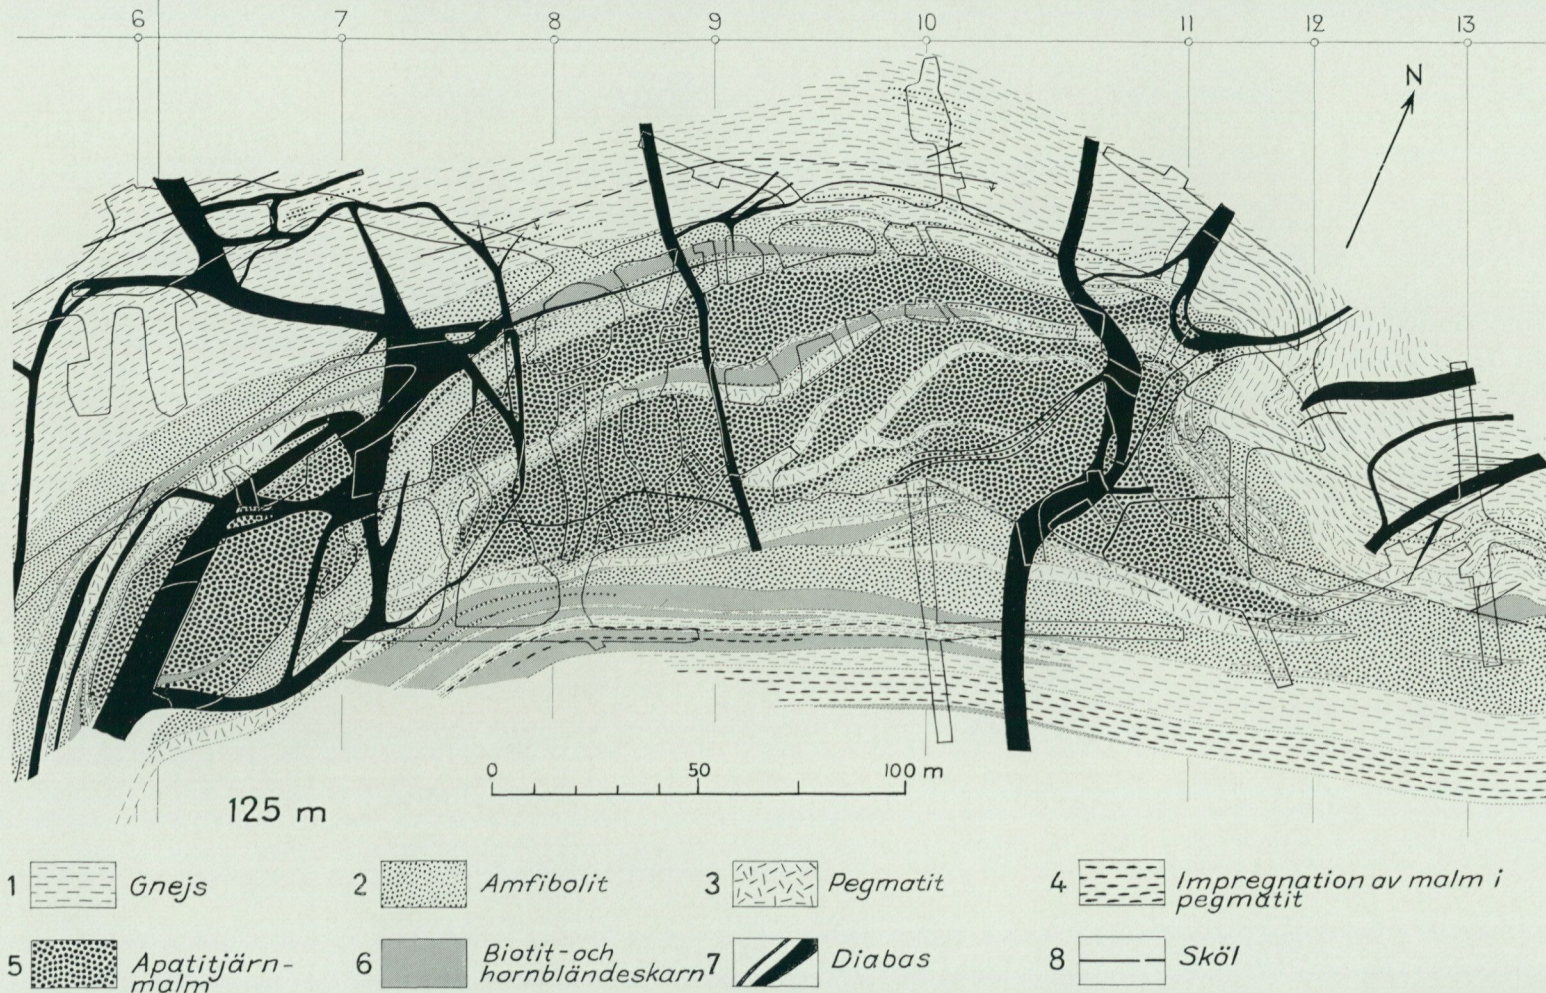 6 7 8 9 10 11 12 13
N
0 50 100 m
125 m
1 Gnejs 2 Amfibolit 3 Pegmatit 4 Impregnation av malm i
pegmatit
5 Apatitjärn-
malm
6 Biotit-och
hornbländeskarn
7 Diabas 8 Sköl